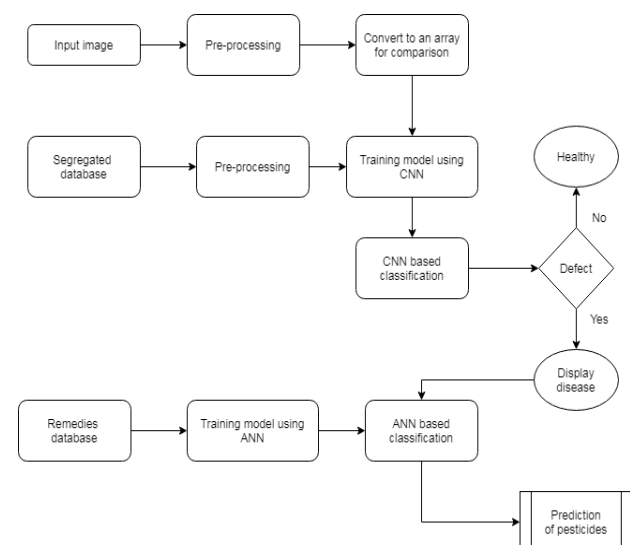 Input image
Pre-processing
Convert to an array
for comparison
Segregated
database
Pre-processing
Training model using
CNN
Healthy
No
CNN based
classification
Defect
Yes
Display
disease
Remedies
database
Training model using
ANN
ANN based
classification
Prediction
of pesticides